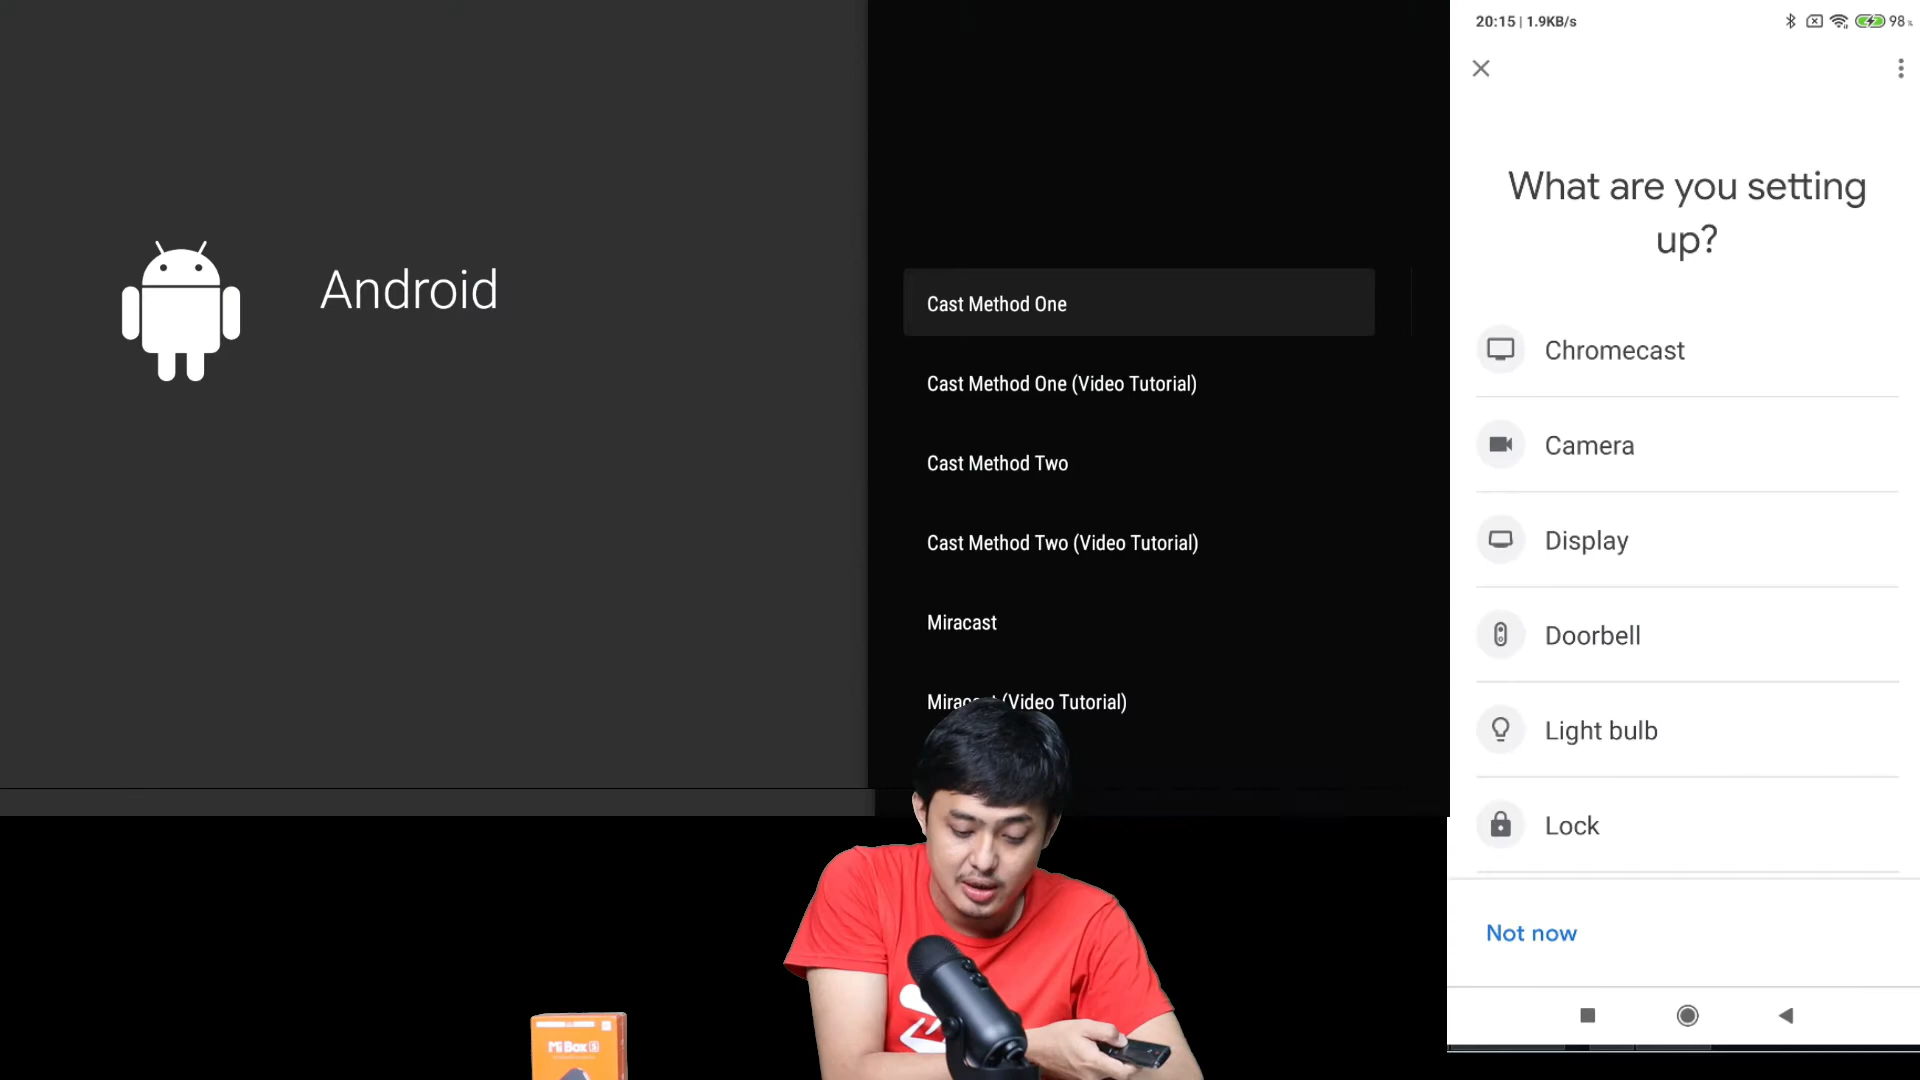 Android
Cast Method One
Cast Method One (Video Tutorial)
Cast Method Two
Cast Method Two (Video Tutorial)
Miracast
Miracast (Video Tutorial)
20:15 | 1.9KB/s
98
What are you setting
up?
Chromecast
Camera
Display
Doorbell
Light bulb
Lock
Not now
Mi Box S